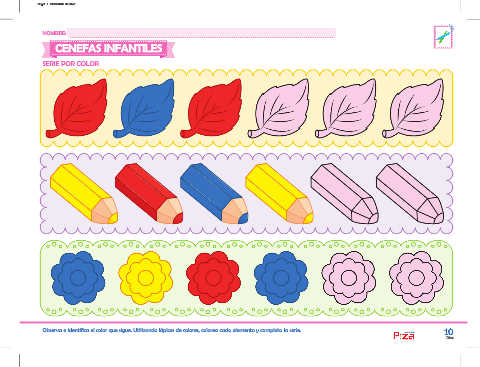 NOMBRE:
CENEFAS INFANTILES
SERIE POR COLOR
Observa e identifica el color que sigue. Utilizando lápices de colores, colorea cada elemento y completa la serie.
Pizza
10